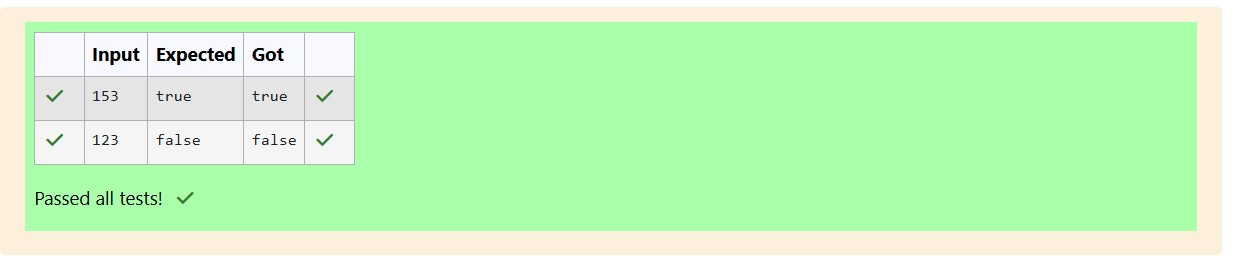 Input Expected Got
153 true true
123 false false
Passed all tests!